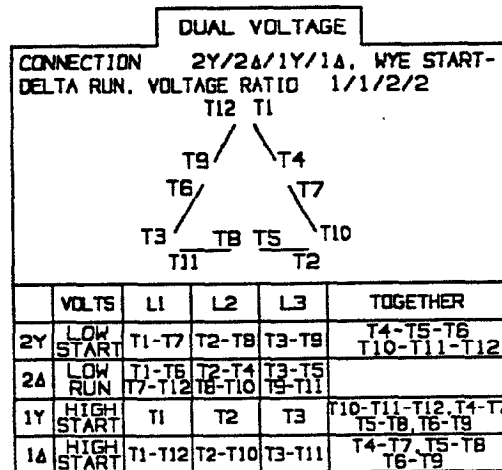 DUAL VOLTAGE
CONNECTION 2Y/2Δ/1Y/1Δ, WYE START-
DELTA RUN. VOLTAGE RATIO 1/1/2/2
T12 T1
T9 T4
T6 T7
T3 T8 T5 T10
T11 T2
VOLTS L1 L2 L3 TOGETHER
2Y LOW START T1-T7 T2-T8 T3-T9 T4-T5-T6 T10-T11-T12
2Δ LOW RUN T1-T6 T7-T12 T2-T4 T8-T10 T3-T5 T9-T11
1Y HIGH START T1 T2 T3 T10-T11-T12, T4-T7 T5-T8, T6-T9
1Δ HIGH START T1-T12 T2-T10 T3-T11 T4-T7, T5-T8 T6-T9